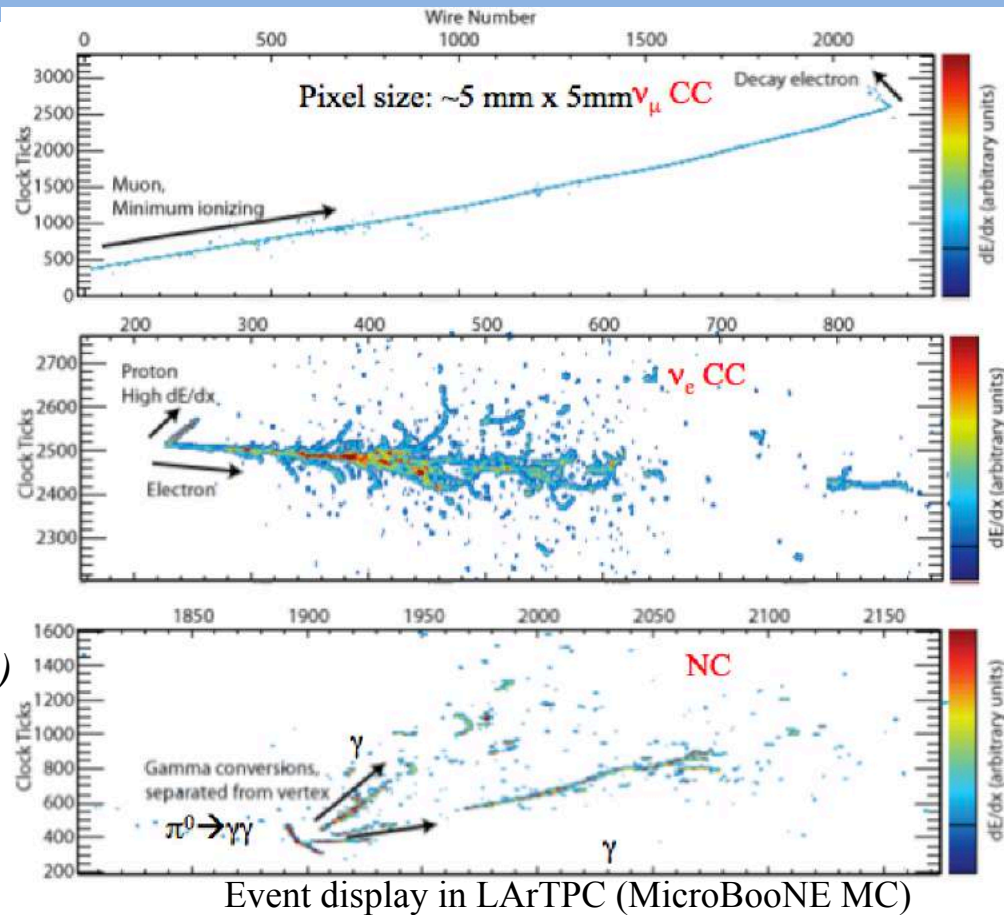 Wire Number
0 500 1000 1500 2000
3000
2500
2000
1500
1000
500
0
Clock Ticks
Pixel size: ~5 mm x 5mm
νμ CC
Decay electron
Muon,
Minimum ionizing
dE/dx (arbitrary units)
200 300 400 500 600 700 800
2700
2600
2500
2400
2300
Clock Ticks
Proton
High dE/dx
νe CC
Electron
dE/dx (arbitrary units)
1850 1900 1950 2000 2050 2100 2150
1600
1400
1200
1000
800
600
400
200
Clock Ticks
)
NC
γ
Gamma conversions,
separated from vertex
π⁰→γγ
γ
dE/dx (arbitrary units)
Event display in LArTPC (MicroBooNE MC)